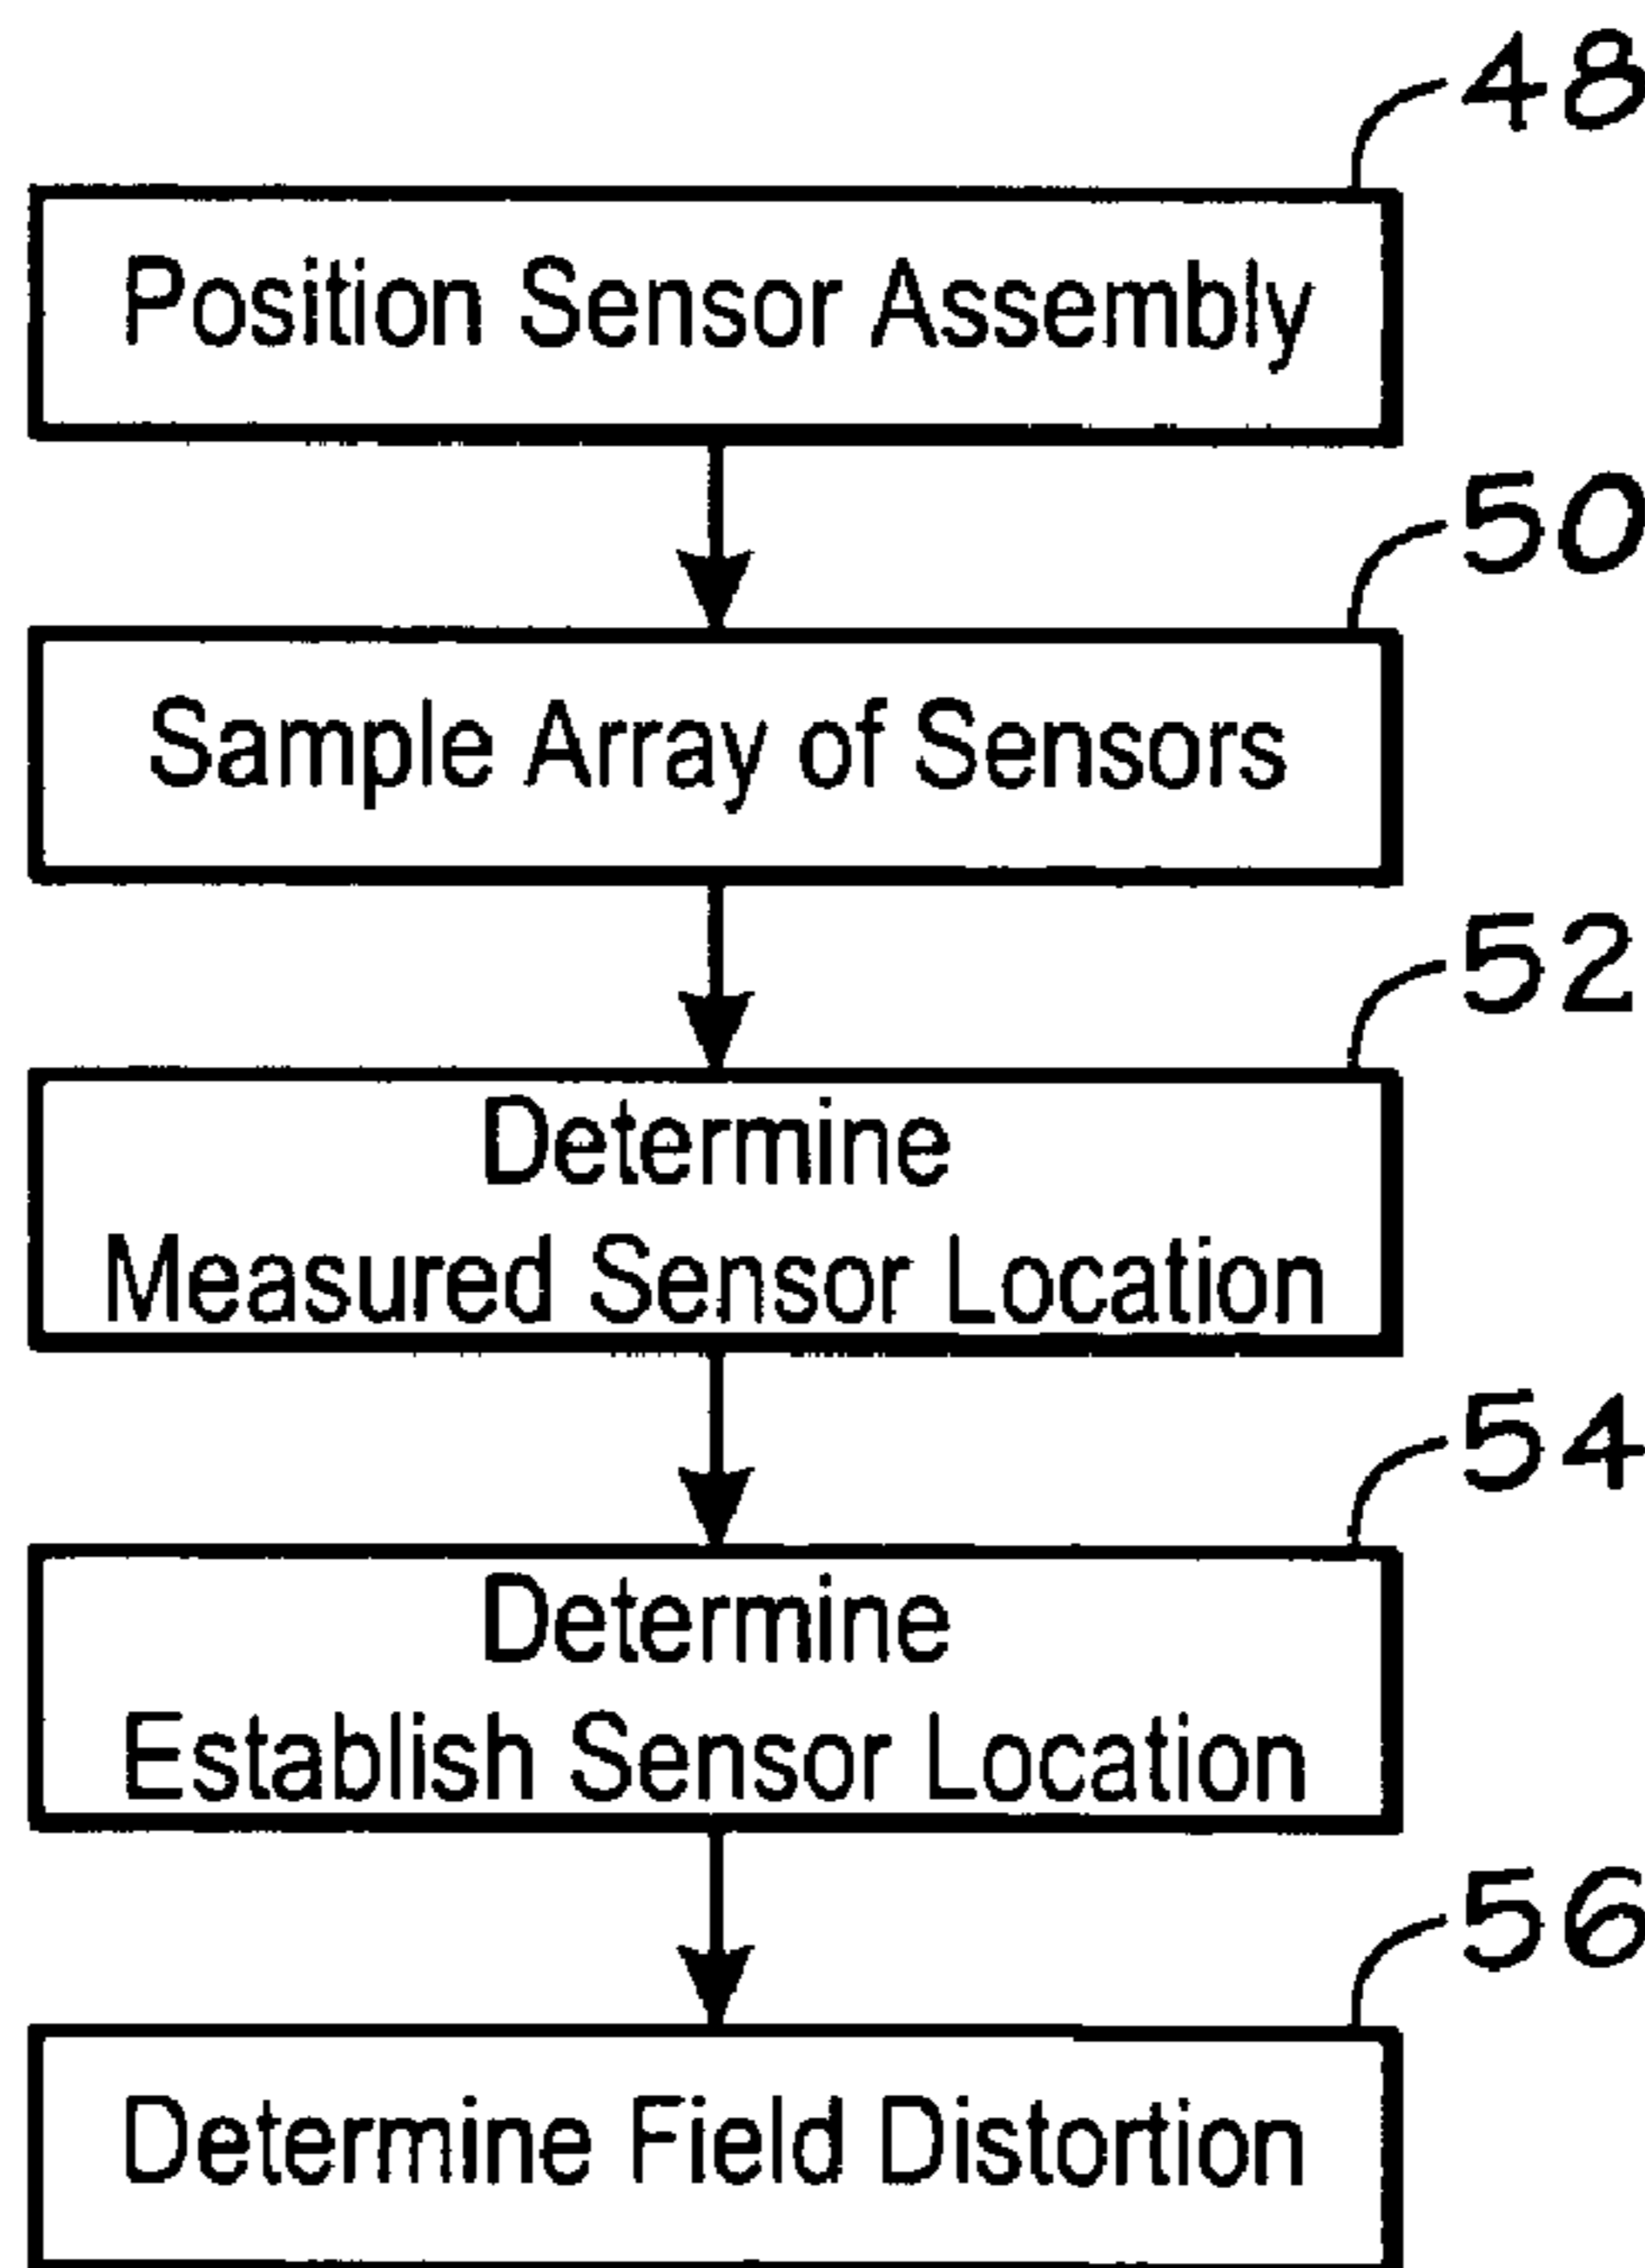 48
Position Sensor Assembly
50
Sample Array of Sensors
52
Determine
Measured Sensor Location
54
Determine
Establish Sensor Location
56
Determine Field Distortion